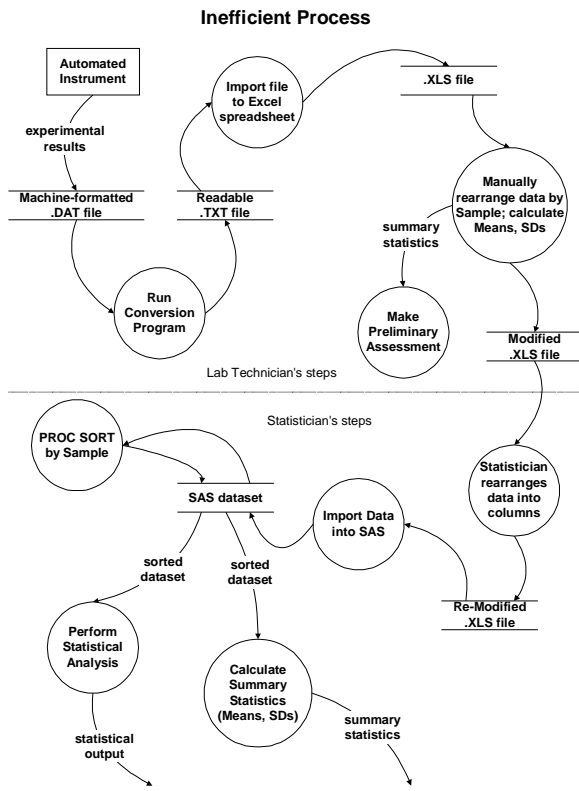 Inefficient Process
Automated
Instrument
experimental
results
Machine-formatted
.DAT file
Run
Conversion
Program
Readable
.TXT file
Import file
to Excel
spreadsheet
.XLS file
Manually
rearrange data by
Sample; calculate
Means, SDs
summary
statistics
Make
Preliminary
Assessment
Modified
.XLS file
Lab Technician's steps
Statistician's steps
Statistician
rearranges
data into
columns
Re-Modified
.XLS file
Import Data
into SAS
SAS dataset
PROC SORT
by Sample
sorted
dataset
sorted
dataset
Perform
Statistical
Analysis
Calculate
Summary
Statistics
(Means, SDs)
statistical
output
summary
statistics